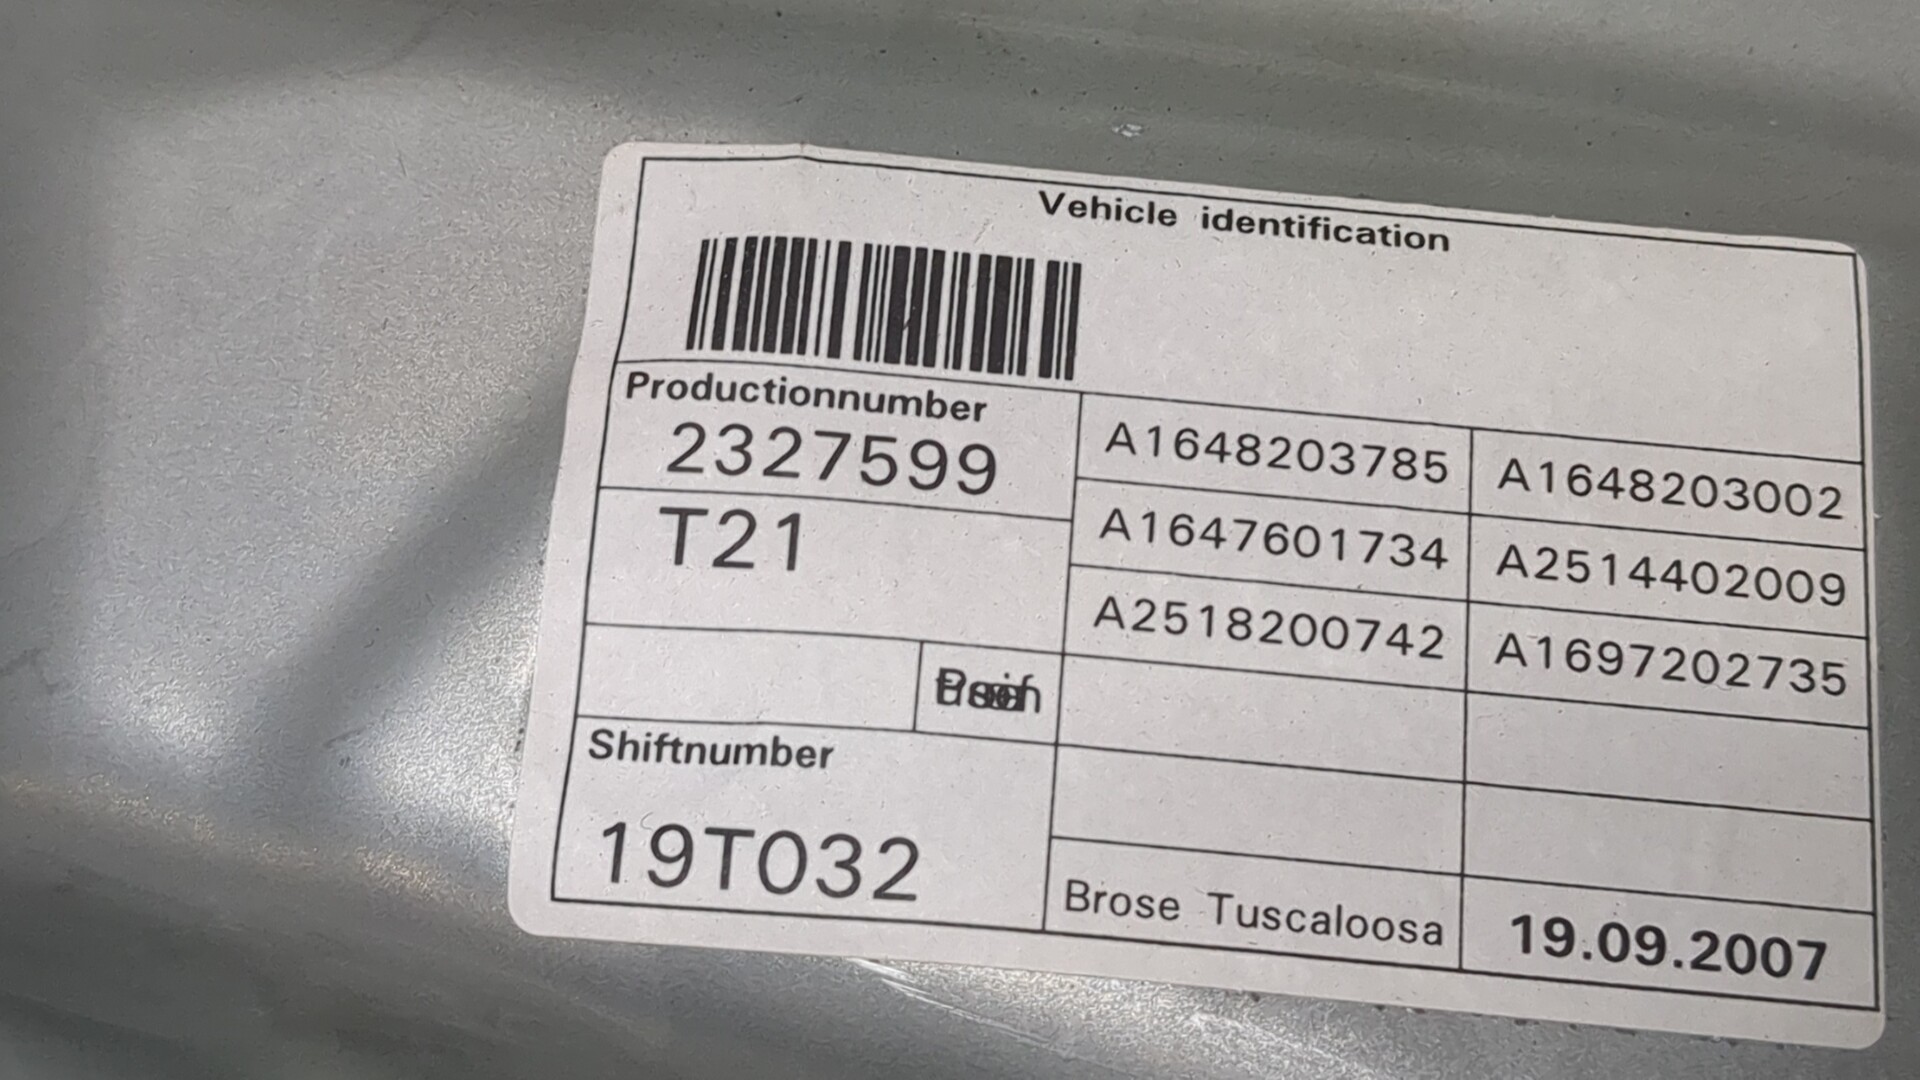 Vehicle identification
Productionnumber
2327599
T21
A1648203785 A1648203002
A1647601734 A2514402009
A2518200742 A1697202735
Shiftnumber
19T032
Brose Tuscaloosa 19.09.2007